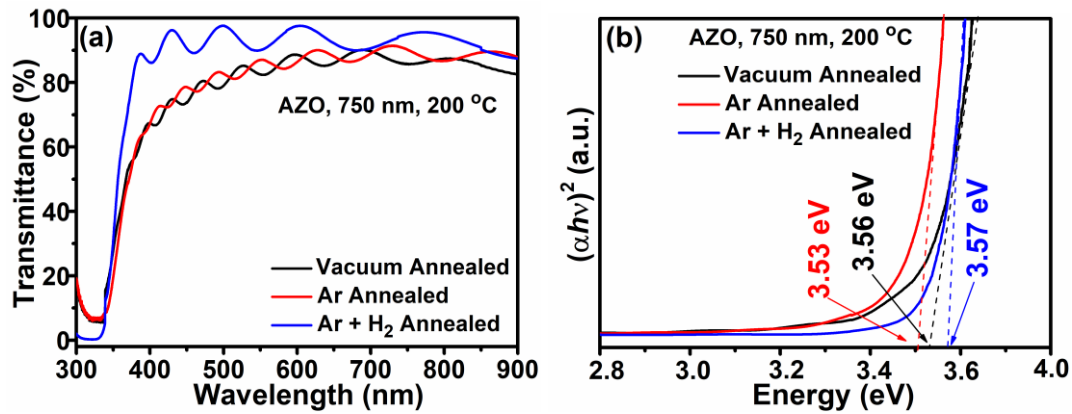 (a)
100
80
60
40
20
0
Transmittance (%)
AZO, 750 nm, 200 °C
Vacuum Annealed
Ar Annealed
Ar + H₂ Annealed
300 400 500 600 700 800 900
Wavelength (nm)
(b)
AZO, 750 nm, 200 °C
Vacuum Annealed
Ar Annealed
Ar + H₂ Annealed
(αhν)² (a.u.)
3.53 eV
3.56 eV
3.57 eV
2.8 3.0 3.2 3.4 3.6 4.0
Energy (eV)